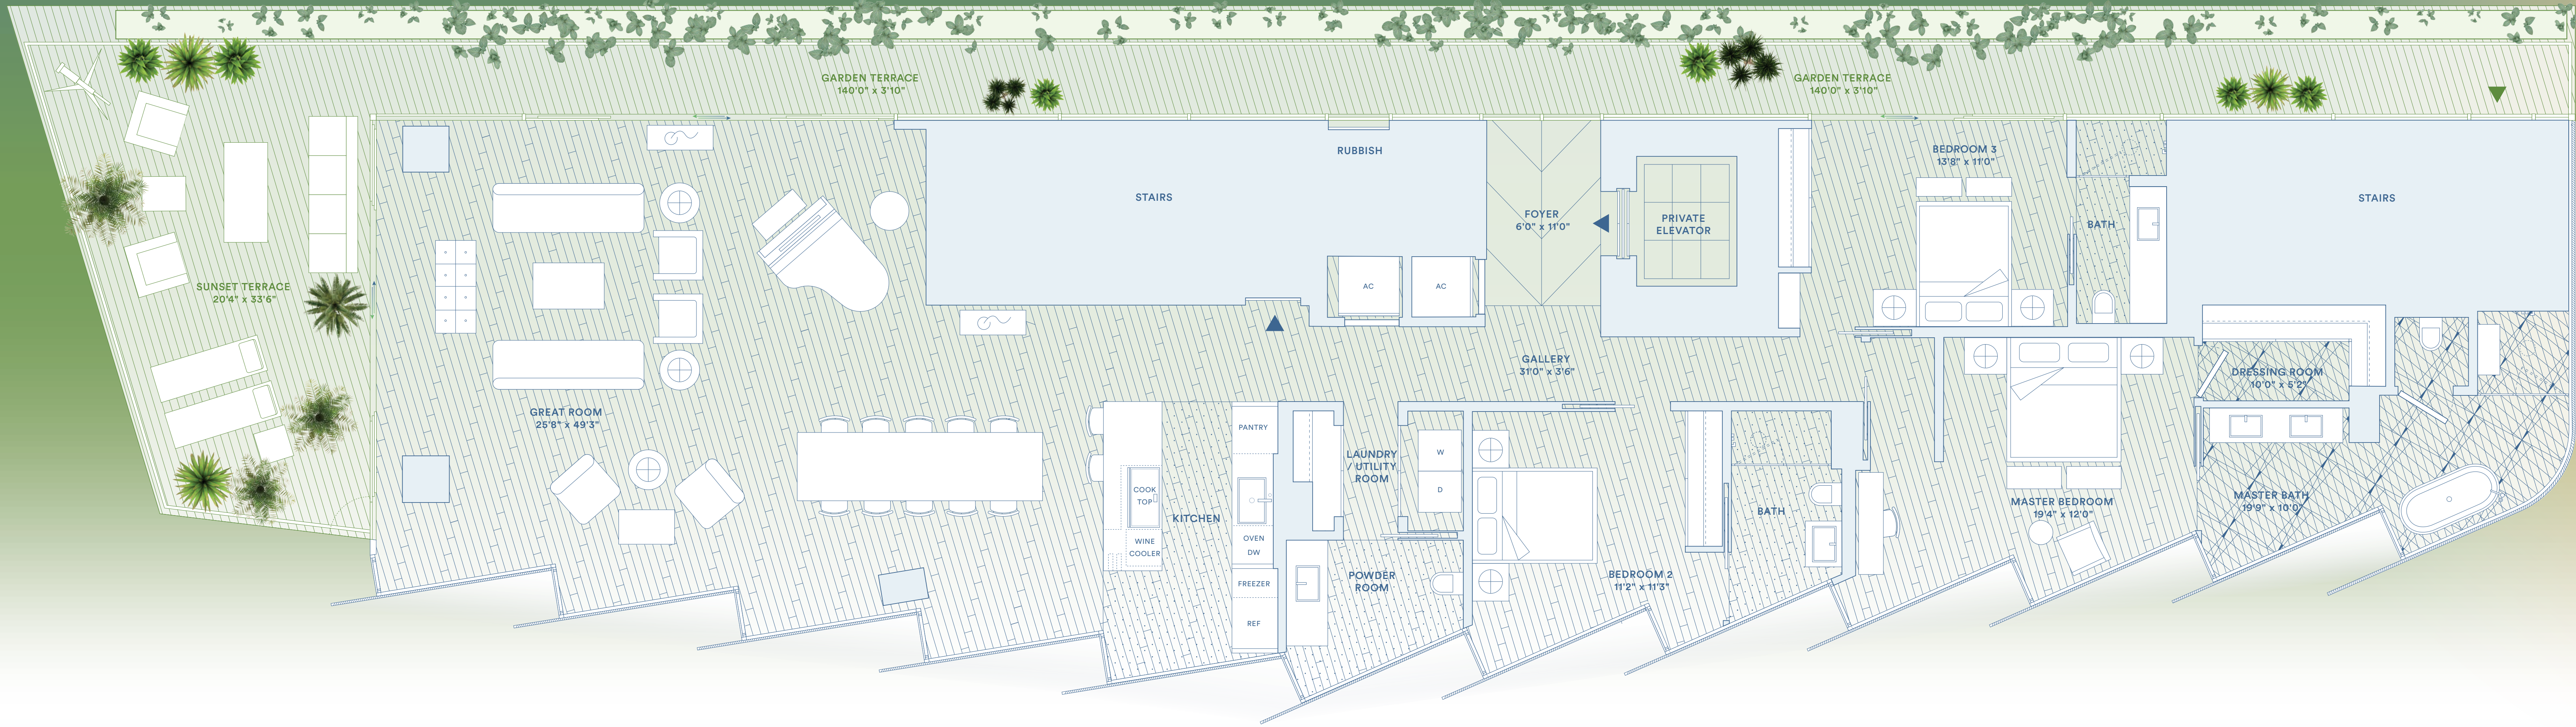 GARDEN TERRACE
140'0" x 3'10"
GARDEN TERRACE
140'0" x 3'10"
SUNSET TERRACE
20'4" x 33'6"
GREAT ROOM
25'8" x 49'3"
STAIRS
RUBBISH
AC
AC
FOYER
6'0" x 11'0"
PRIVATE
ELEVATOR
GALLERY
31'0" x 3'6"
BEDROOM 3
13'8" x 11'0"
BATH
STAIRS
DRESSING ROOM
10'0" x 5'2"
MASTER BATH
19'9" x 10'0"
MASTER BEDROOM
19'4" x 12'0"
KITCHEN
COOK
TOP
WINE
COOLER
PANTRY
OVEN
DW
FREEZER
REF
LAUNDRY
/ UTILITY
ROOM
W
D
POWDER
ROOM
BEDROOM 2
11'2" x 11'3"
BATH